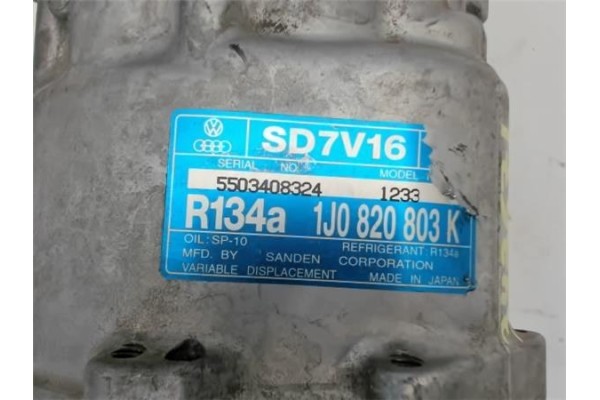 SD7V16
SERIAL NO. MODEL
5503408324 1233
R134a 1J0 820 803 K
OIL: SP-10 REFRIGERANT R134a
MFD. BY SANDEN CORPORATION
VARIABLE DISPLACEMENT MADE IN JAPAN